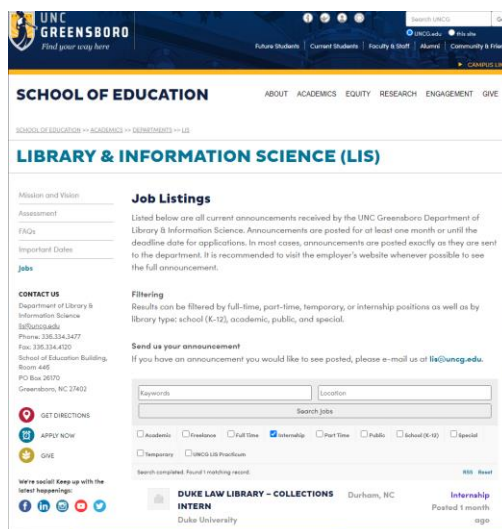 UNC
GREENSBORO
Find your way here
Search UNCG
UNCG.edu this site
Future Students Current Students Faculty & Staff Alumni Community &
CAMPUS
SCHOOL OF EDUCATION
ABOUT ACADEMICS EQUITY RESEARCH ENGAGEMENT GIVE
SCHOOL OF EDUCATION >> ACADEMICS >> DEPARTMENTS >> LIS
LIBRARY & INFORMATION SCIENCE (LIS)
Mission and Vision
Assessment
FAQs
Important Dates
Jobs
CONTACT US
Department of Library &
Information Science
lis@uncg.edu
Phone: 336.334.3477
Fax: 336.334.4120
School of Education Building,
Room 446
PO Box 26170
Greensboro, NC 27402
GET DIRECTIONS
APPLY NOW
GIVE
We're social! Keep up with the
latest happenings:
Job Listings
Listed below are all current announcements received by the UNC Greensboro Department of
Library & Information Science. Announcements are posted for at least one month or until the
deadline date for applications. In most cases, announcements are posted exactly as they are sent
to the department. It is recommended to visit the employer's website whenever possible to see
the full announcement.
Filtering
Results can be filtered by full-time, part-time, temporary, or internship positions as well as by
library type: school (K-12), academic, public, and special.
Send us your announcement
If you have an announcement you would like to see posted, please e-mail us at lis@uncg.edu.
Keywords Location
Search Jobs
Academic Freelance Full Time Internship Part Time Public School (K-12) Special
Temporary UNCG LIS Practicum
Search completed. Found 1 matching record. RSS Reset
DUKE LAW LIBRARY – COLLECTIONS Durham, NC Internship
INTERN Posted 1 month
Duke University ago